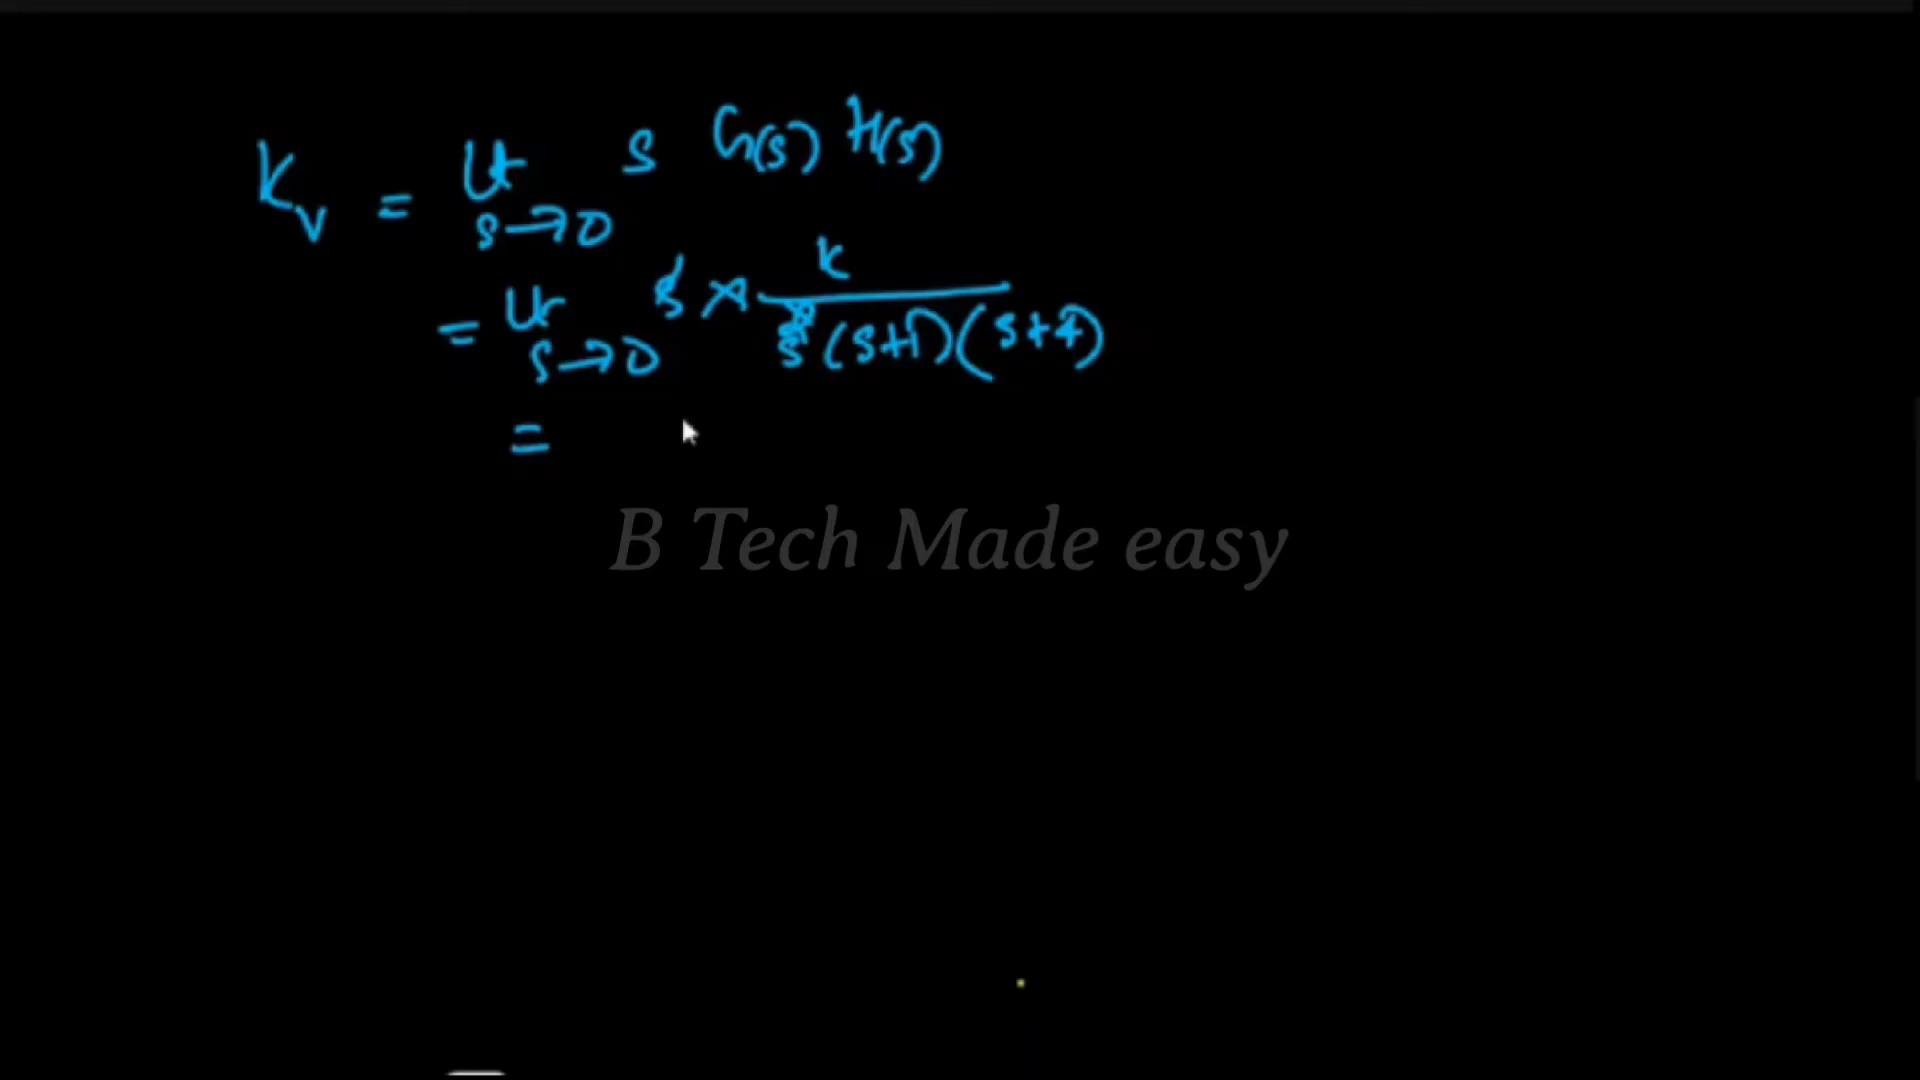 Kv = Lt s→0 s G(s) H(s)
= Lt s→0 s × k / s(s+1)(s+4)
=
B Tech Made easy